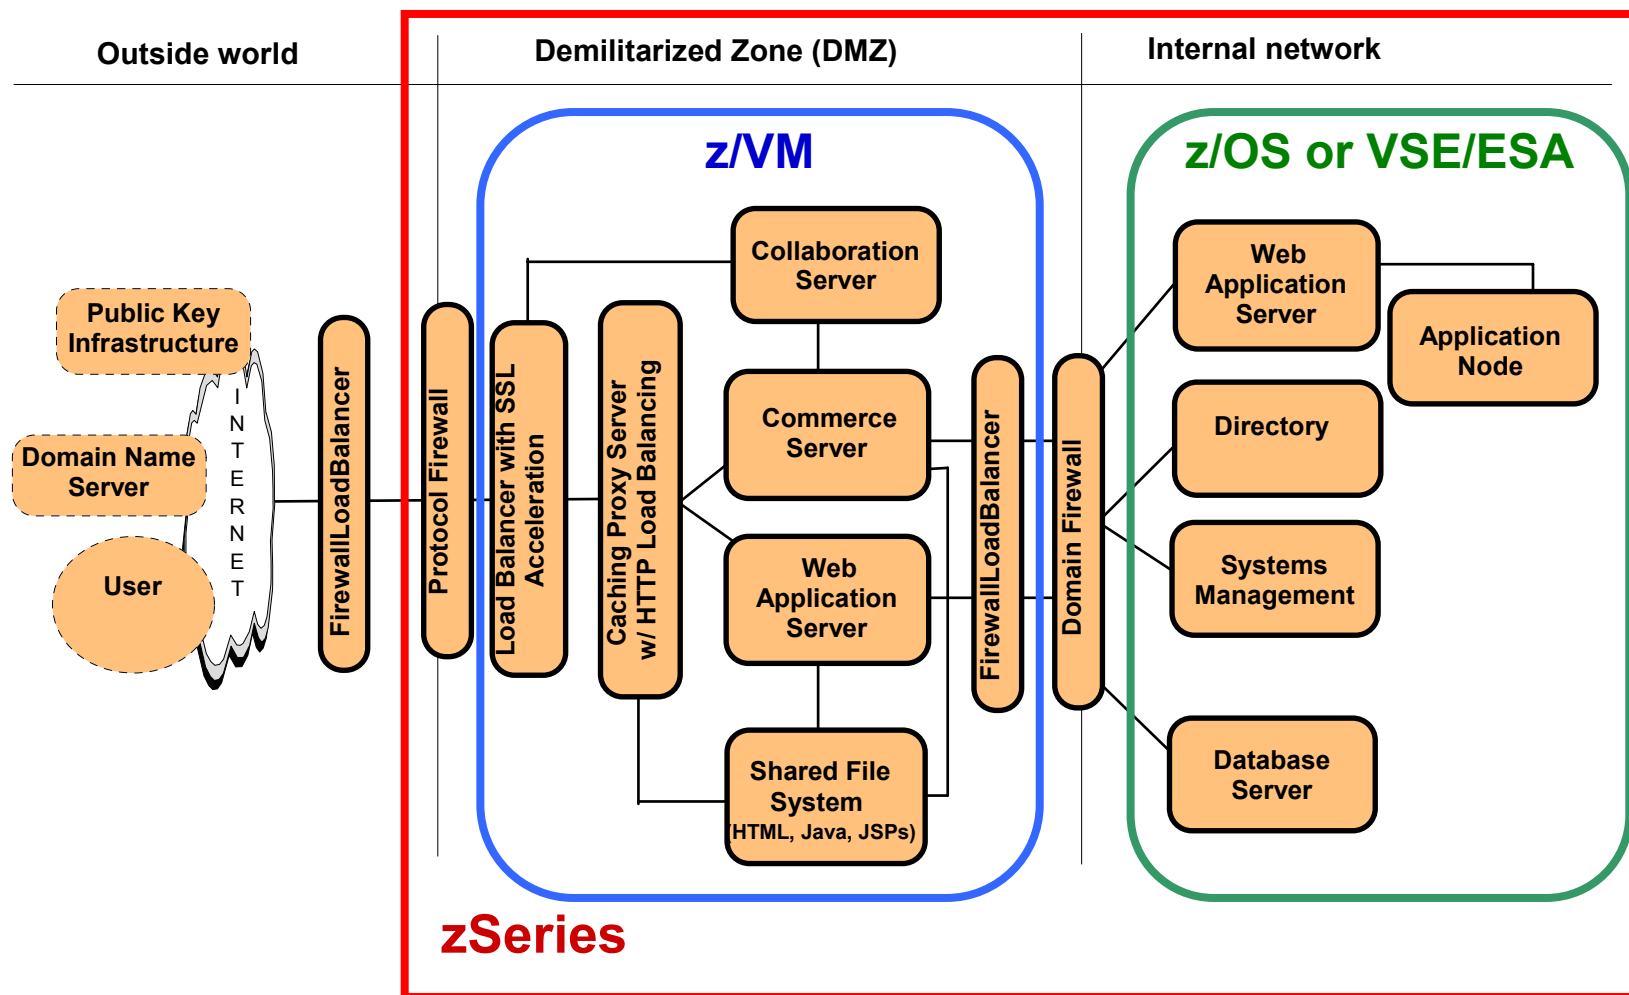 Outside world
Demilitarized Zone (DMZ)
Internal network
z/VM
z/OS or VSE/ESA
Public Key
Infrastructure
Domain Name
Server
User
INTERNET
FirewallLoadBalancer
Protocol Firewall
Load Balancer with SSL
Acceleration
Caching Proxy Server
w/ HTTP Load Balancing
Collaboration
Server
Commerce
Server
Web
Application
Server
Shared File
System
(HTML, Java, JSPs)
FirewallLoadBalancer
Domain Firewall
Web
Application
Server
Application
Node
Directory
Systems
Management
Database
Server
zSeries